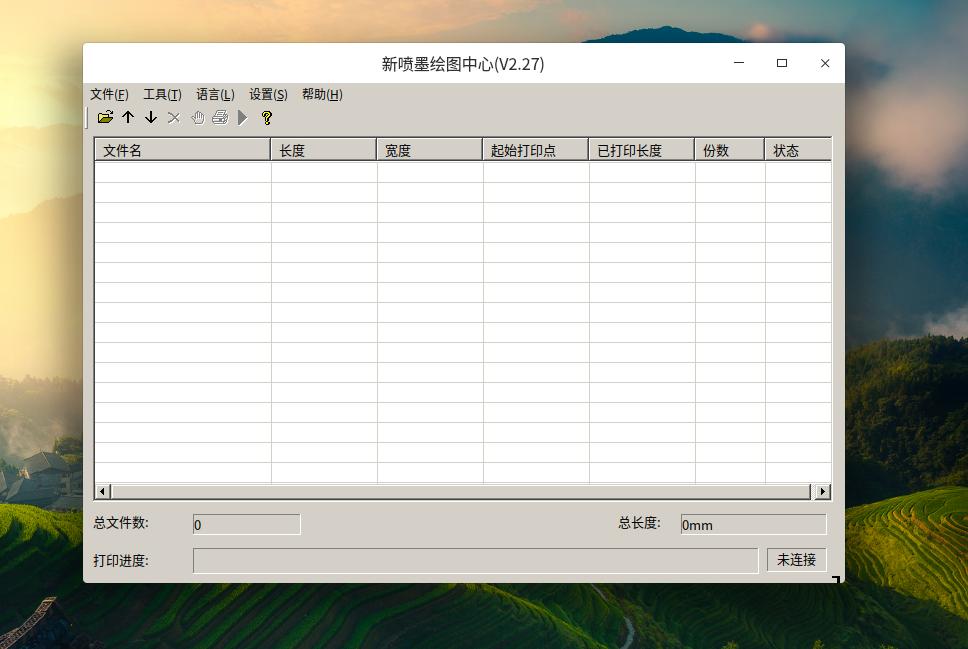 新喷墨绘图中心(V2.27)
文件(F) 工具(T) 语言(L) 设置(S) 帮助(H)
文件名 长度 宽度 起始打印点 已打印长度 份数 状态
总文件数: 0 总长度: 0mm
打印进度: 未连接